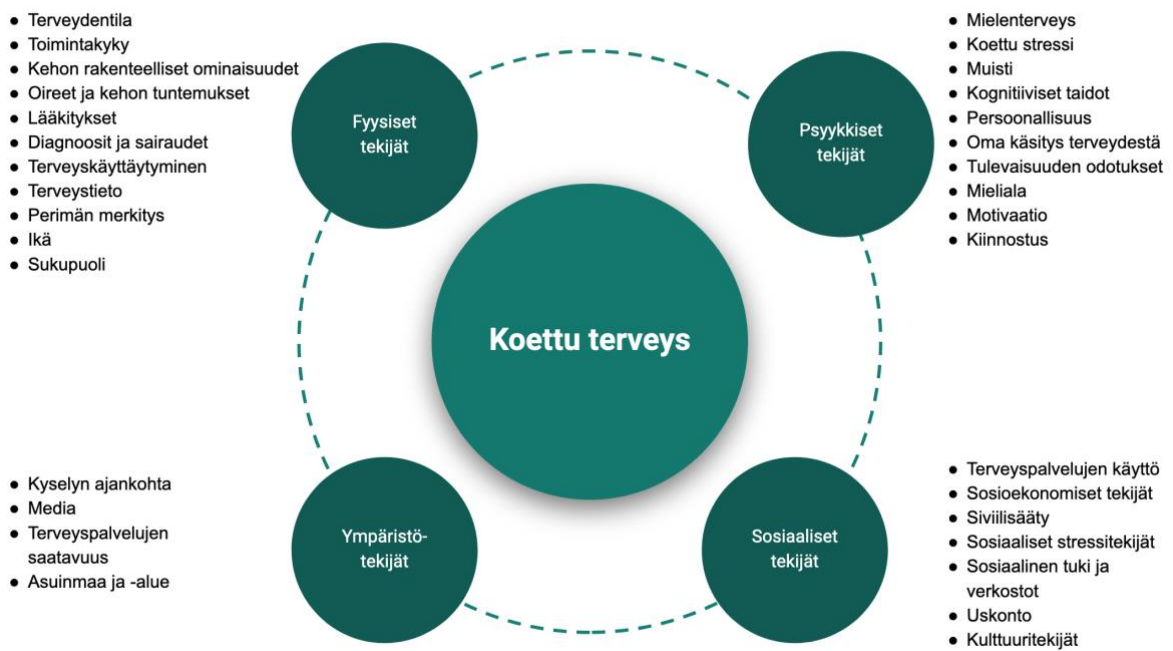 ● Terveydentila
● Toimintakyky
● Kehon rakenteelliset ominaisuudet
● Oireet ja kehon tuntemukset
● Lääkitykset
● Diagnoosit ja sairaudet
● Terveyskäyttäytyminen
● Terveystieto
● Perimän merkitys
● Ikä
● Sukupuoli
Fyysiset
tekijät
Psyykkiset
tekijät
● Mielenterveys
● Koettu stressi
● Muisti
● Kognitiiviset taidot
● Persoonallisuus
● Oma käsitys terveydestä
● Tulevaisuuden odotukset
● Mieliala
● Motivaatio
● Kiinnostus
Koettu terveys
● Kyselyn ajankohta
● Media
● Terveyspalvelujen
saatavuus
● Asuinmaa ja -alue
Ympäristö-
tekijät
Sosiaaliset
tekijät
● Terveyspalvelujen käyttö
● Sosioekonomiset tekijät
● Siviilisääty
● Sosiaaliset stressitekijät
● Sosiaalinen tuki ja
verkostot
● Uskonto
● Kulttuuritekijät